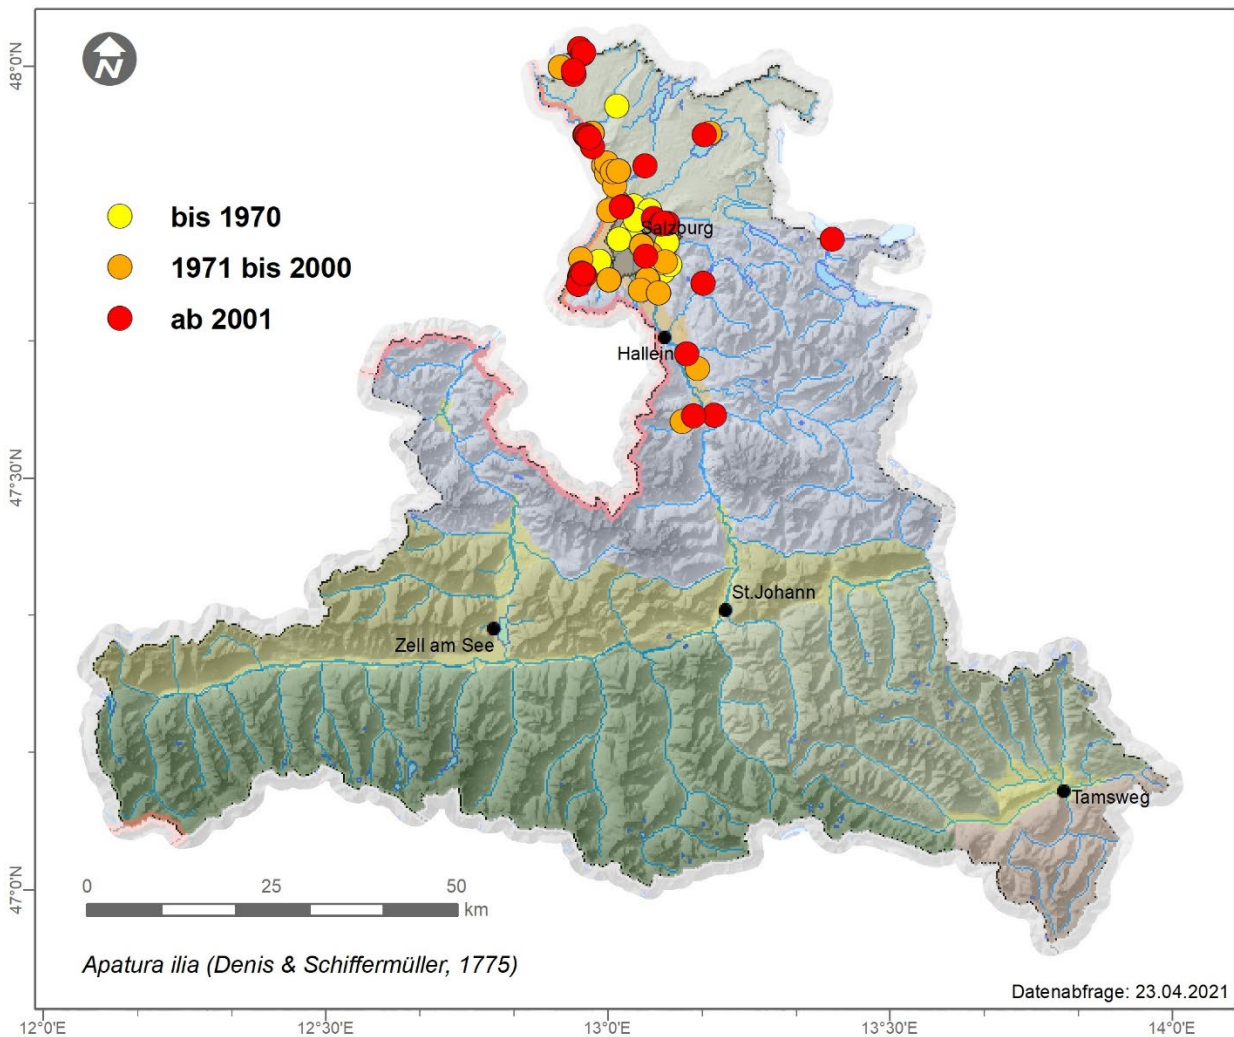 N
48°0'N
bis 1970
1971 bis 2000
ab 2001
Salzburg
Hallein
47°30'N
St.Johann
Zell am See
Tamsweg
47°0'N
0 25 50
km
Apatura ilia (Denis & Schiffermüller, 1775)
Datenabfrage: 23.04.2021
12°0'E 12°30'E 13°0'E 13°30'E 14°0'E